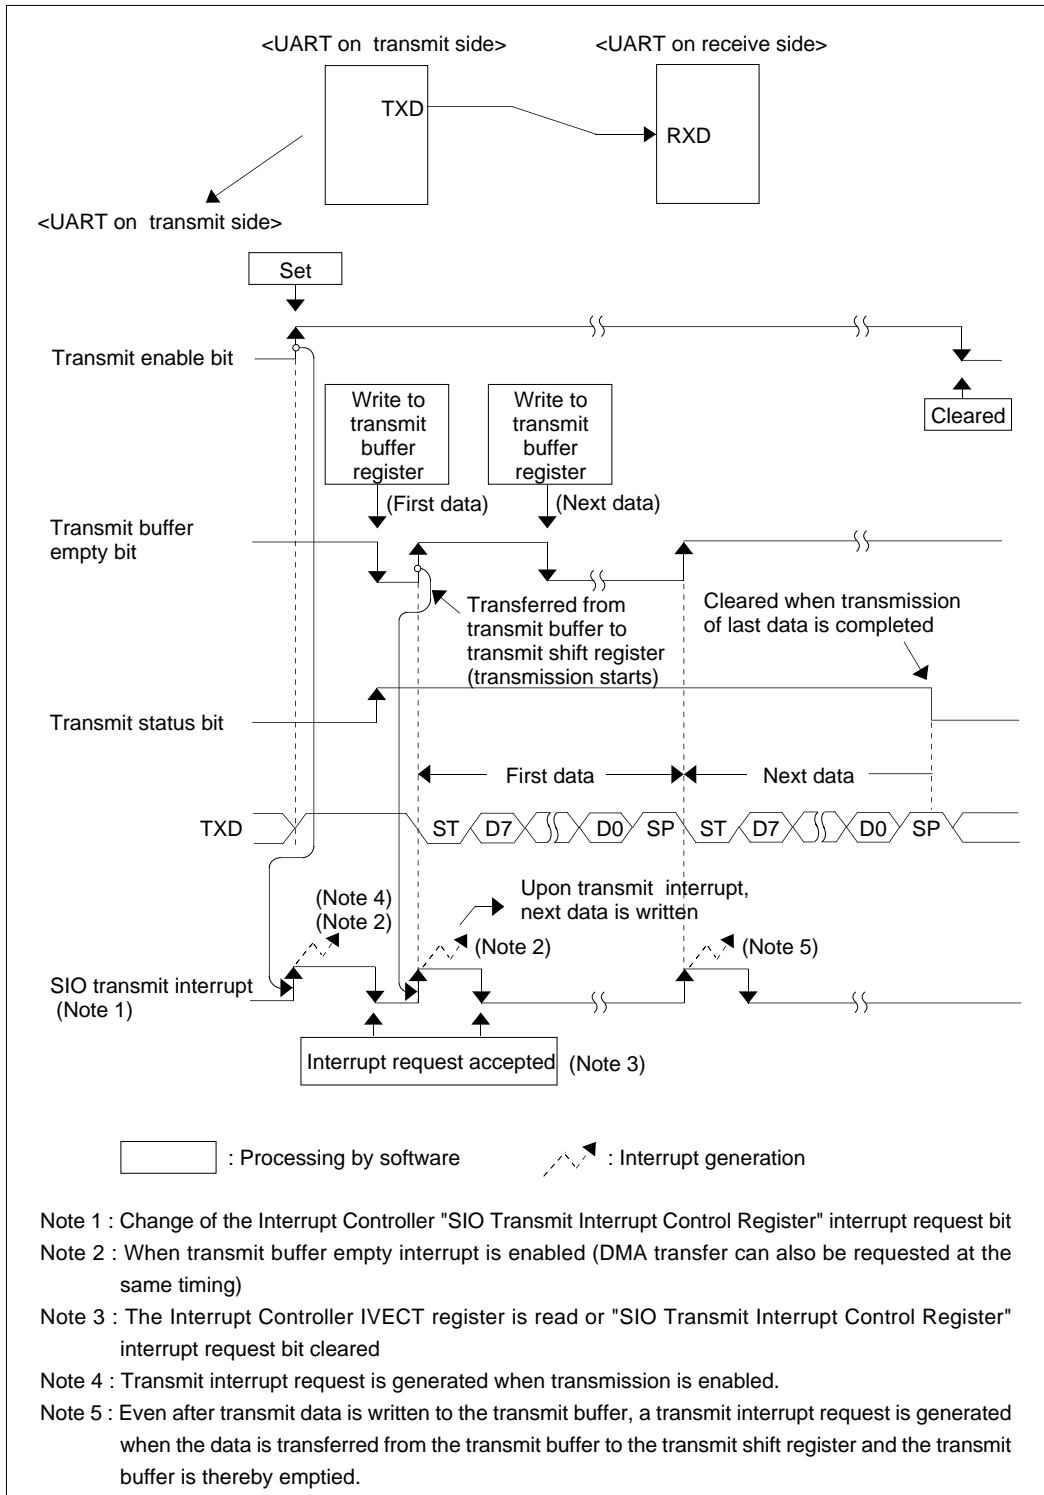 <UART on transmit side>
<UART on receive side>
TXD
RXD
<UART on transmit side>
Set
Transmit enable bit
Write to
transmit
buffer
register
Write to
transmit
buffer
register
Cleared
(First data)
(Next data)
Transmit buffer
empty bit
Transferred from
transmit buffer to
transmit shift register
(transmission starts)
Cleared when transmission
of last data is completed
Transmit status bit
First data
Next data
TXD
ST D7 D0 SP ST D7 D0 SP
(Note 4)
(Note 2)
Upon transmit interrupt,
next data is written
(Note 2)
(Note 5)
SIO transmit interrupt
(Note 1)
Interrupt request accepted
(Note 3)
: Processing by software
: Interrupt generation
Note 1 : Change of the Interrupt Controller "SIO Transmit Interrupt Control Register" interrupt request bit
Note 2 : When transmit buffer empty interrupt is enabled (DMA transfer can also be requested at the
same timing)
Note 3 : The Interrupt Controller IVECT register is read or "SIO Transmit Interrupt Control Register"
interrupt request bit cleared
Note 4 : Transmit interrupt request is generated when transmission is enabled.
Note 5 : Even after transmit data is written to the transmit buffer, a transmit interrupt request is generated
when the data is transferred from the transmit buffer to the transmit shift register and the transmit
buffer is thereby emptied.